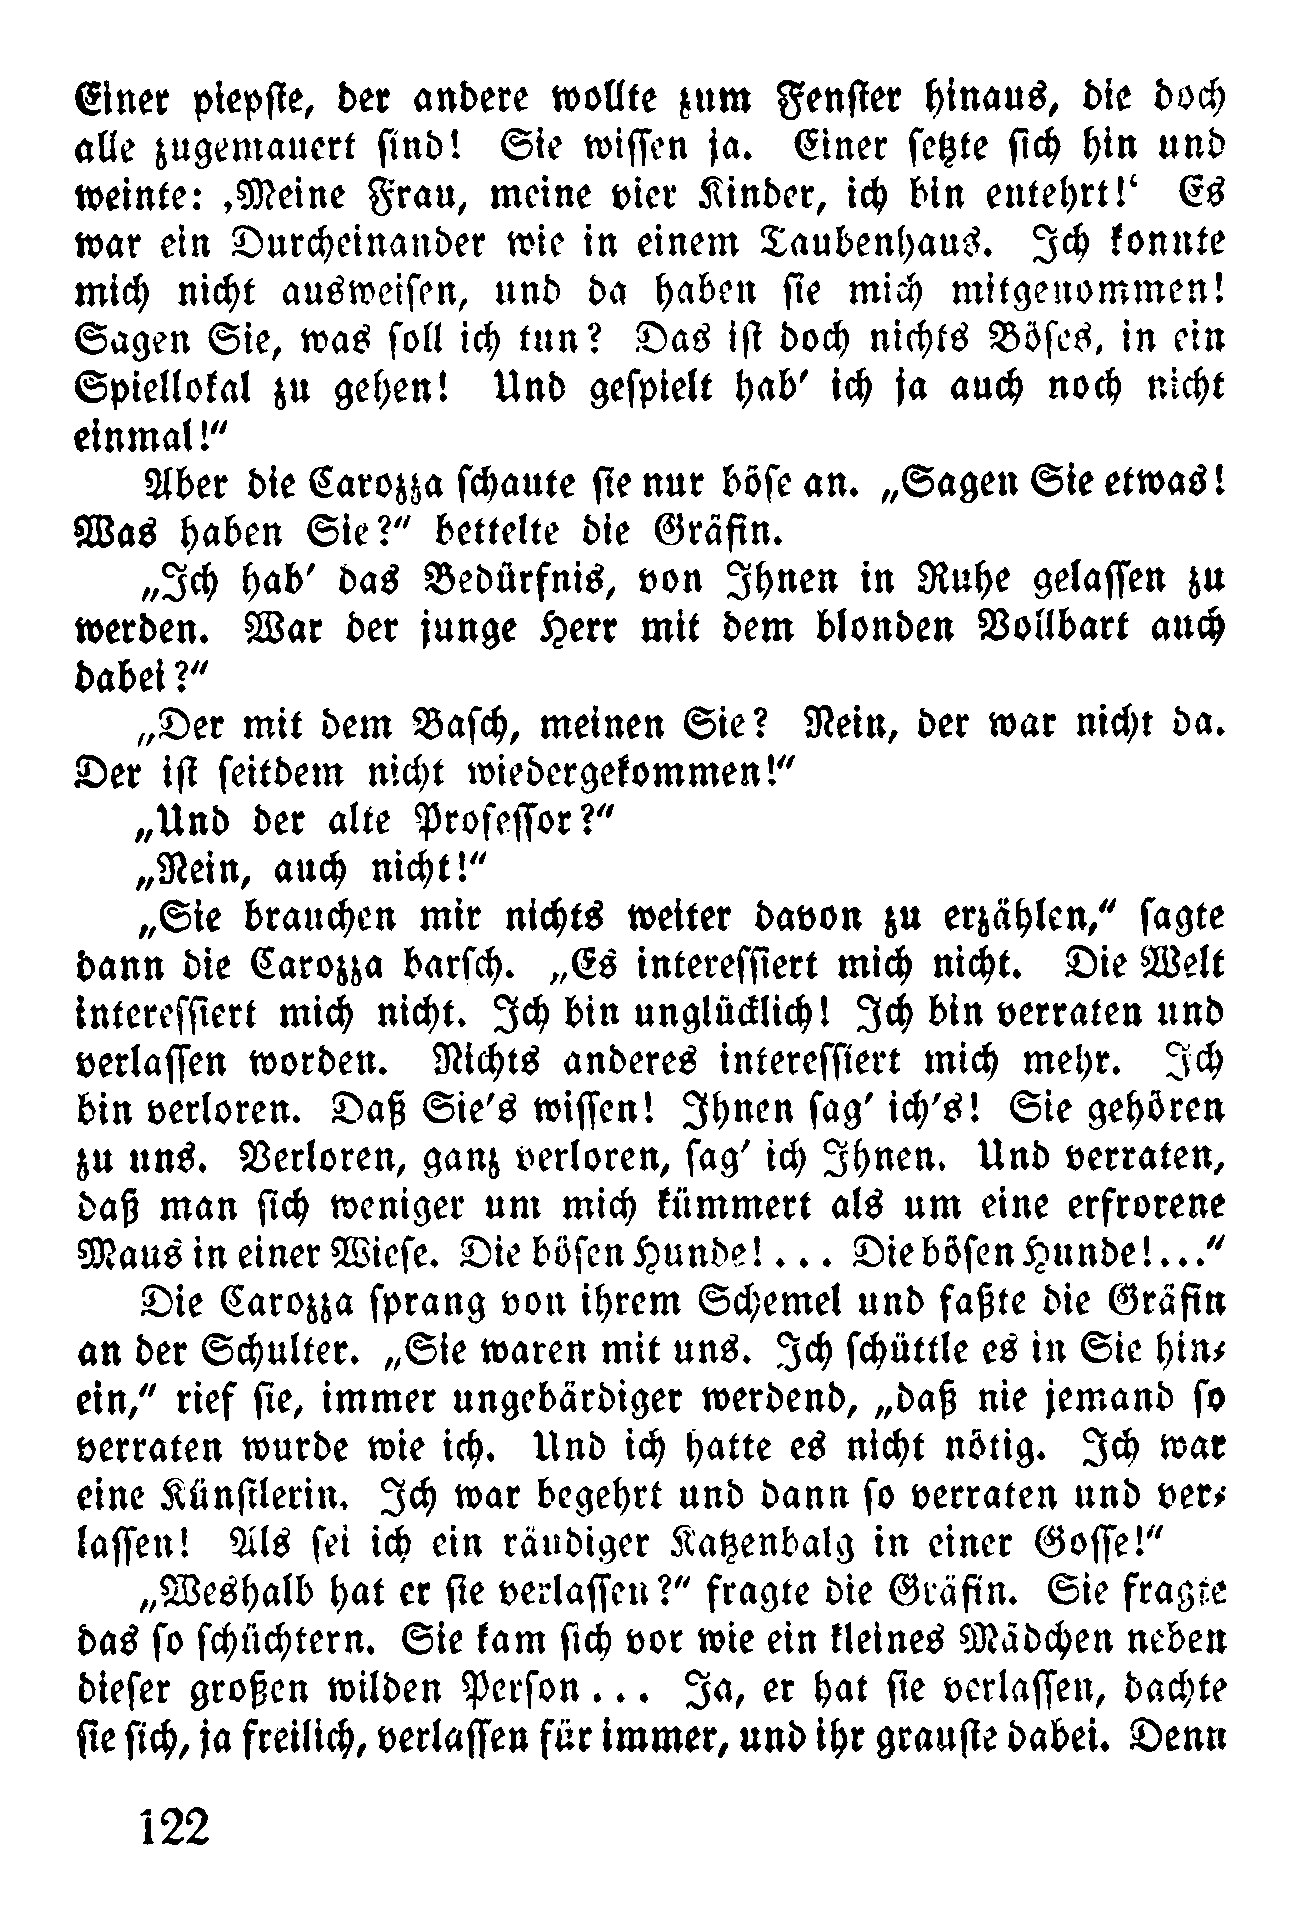 Einer piepste, der andere wollte zum Fenster hinaus, die doch
alle zugemauert sind! Sie wissen ja. Einer setzte sich hin und
weinte: ‚Meine Frau, meine vier Kinder, ich bin entehrt!‘ Es
war ein Durcheinander wie in einem Taubenhaus. Ich konnte
mich nicht ausweisen, und da haben sie mich mitgenommen!
Sagen Sie, was soll ich tun? Das ist doch nichts Böses, in ein
Spiellokal zu gehen! Und gespielt hab' ich ja auch noch nicht
einmal!“
Aber die Carozza schaute sie nur böse an. „Sagen Sie etwas!
Was haben Sie?“ bettelte die Gräfin.
„Ich hab' das Bedürfnis, von Ihnen in Ruhe gelassen zu
werden. War der junge Herr mit dem blonden Vollbart auch
dabei?“
„Der mit dem Basch, meinen Sie? Nein, der war nicht da.
Der ist seitdem nicht wiedergekommen!“
„Und der alte Professor?“
„Nein, auch nicht!“
„Sie brauchen mir nichts weiter davon zu erzählen,“ sagte
dann die Carozza barsch. „Es interessiert mich nicht. Die Welt
interessiert mich nicht. Ich bin unglücklich! Ich bin verraten und
verlassen worden. Nichts anderes interessiert mich mehr. Ich
bin verloren. Daß Sie's wissen! Ihnen sag' ich's! Sie gehören
zu uns. Verloren, ganz verloren, sag' ich Ihnen. Und verraten,
daß man sich weniger um mich kümmert als um eine erfrorene
Maus in einer Wiese. Die bösen Hunde!... Die bösen Hunde!...“
Die Carozza sprang von ihrem Schemel und faßte die Gräfin
an der Schulter. „Sie waren mit uns. Ich schüttle es in Sie hin-
ein,“ rief sie, immer ungebärdiger werdend, „daß nie jemand so
verraten wurde wie ich. Und ich hatte es nicht nötig. Ich war
eine Künstlerin. Ich war begehrt und dann so verraten und ver-
lassen! Als sei ich ein räudiger Katzenbalg in einer Gosse!“
„Weshalb hat er sie verlassen?“ fragte die Gräfin. Sie fragte
das so schüchtern. Sie kam sich vor wie ein kleines Mädchen neben
dieser großen wilden Person... Ja, er hat sie verlassen, dachte
sie sich, ja freilich, verlassen für immer, und ihr grauste dabei. Denn
122